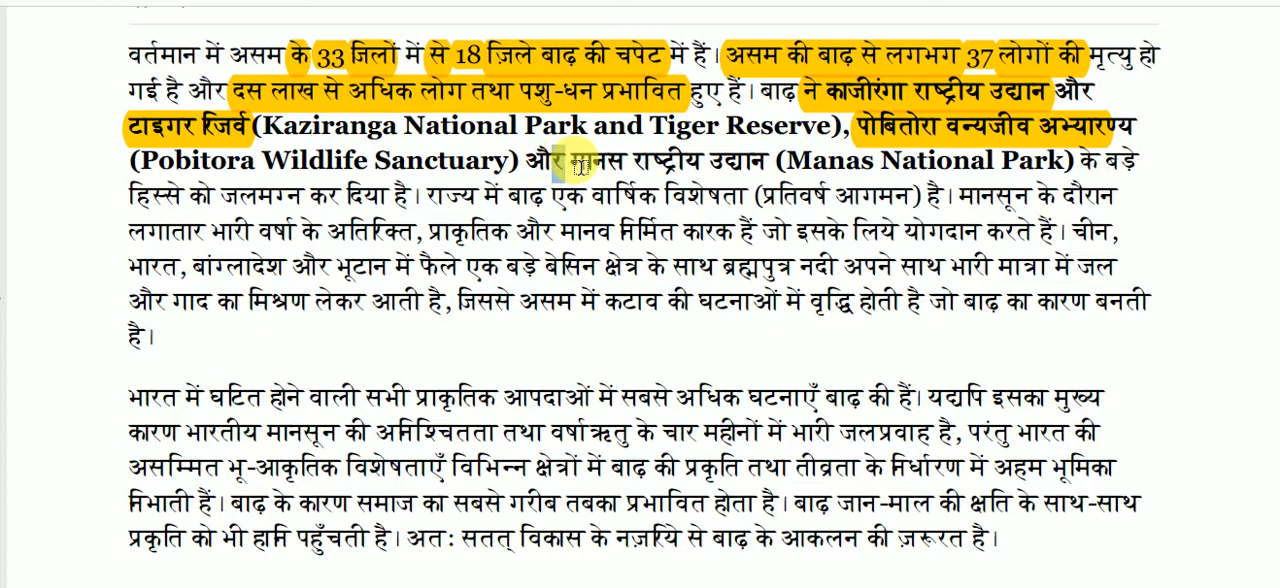 वर्तमान में असम के 33 ज़िलों में से 18 ज़िले बाढ़ की चपेट में हैं। असम की बाढ़ से लगभग 37 लोगों की मृत्यु हो
गई है और दस लाख से अधिक लोग तथा पशु-धन प्रभावित हुए हैं। बाढ़ ने काजीरंगा राष्ट्रीय उद्यान और
टाइगर रिजर्व (Kaziranga National Park and Tiger Reserve), पोबितोरा वन्यजीव अभ्यारण्य
(Pobitora Wildlife Sanctuary) और मानस राष्ट्रीय उद्यान (Manas National Park) के बड़े
हिस्से को जलमग्न कर दिया है। राज्य में बाढ़ एक वार्षिक विशेषता (प्रतिवर्ष आगमन) है। मानसून के दौरान
लगातार भारी वर्षा के अतिरिक्त, प्राकृतिक और मानव निर्मित कारक हैं जो इसके लिये योगदान करते हैं। चीन,
भारत, बांग्लादेश और भूटान में फैले एक बड़े बेसिन क्षेत्र के साथ ब्रह्मपुत्र नदी अपने साथ भारी मात्रा में जल
और गाद का मिश्रण लेकर आती है, जिससे असम में कटाव की घटनाओं में वृद्धि होती है जो बाढ़ का कारण बनती
है।
भारत में घटित होने वाली सभी प्राकृतिक आपदाओं में सबसे अधिक घटनाएँ बाढ़ की हैं। यद्यपि इसका मुख्य
कारण भारतीय मानसून की अनिश्चितता तथा वर्षाऋतु के चार महीनों में भारी जलप्रवाह है, परंतु भारत की
असम्मित भू-आकृतिक विशेषताएँ विभिन्न क्षेत्रों में बाढ़ की प्रकृति तथा तीव्रता के निर्धारण में अहम भूमिका
निभाती हैं। बाढ़ के कारण समाज का सबसे गरीब तबका प्रभावित होता है। बाढ़ जान-माल की क्षति के साथ-साथ
प्रकृति को भी हानि पहुँचती है। अतः सतत् विकास के नज़रिये से बाढ़ के आकलन की ज़रूरत है।